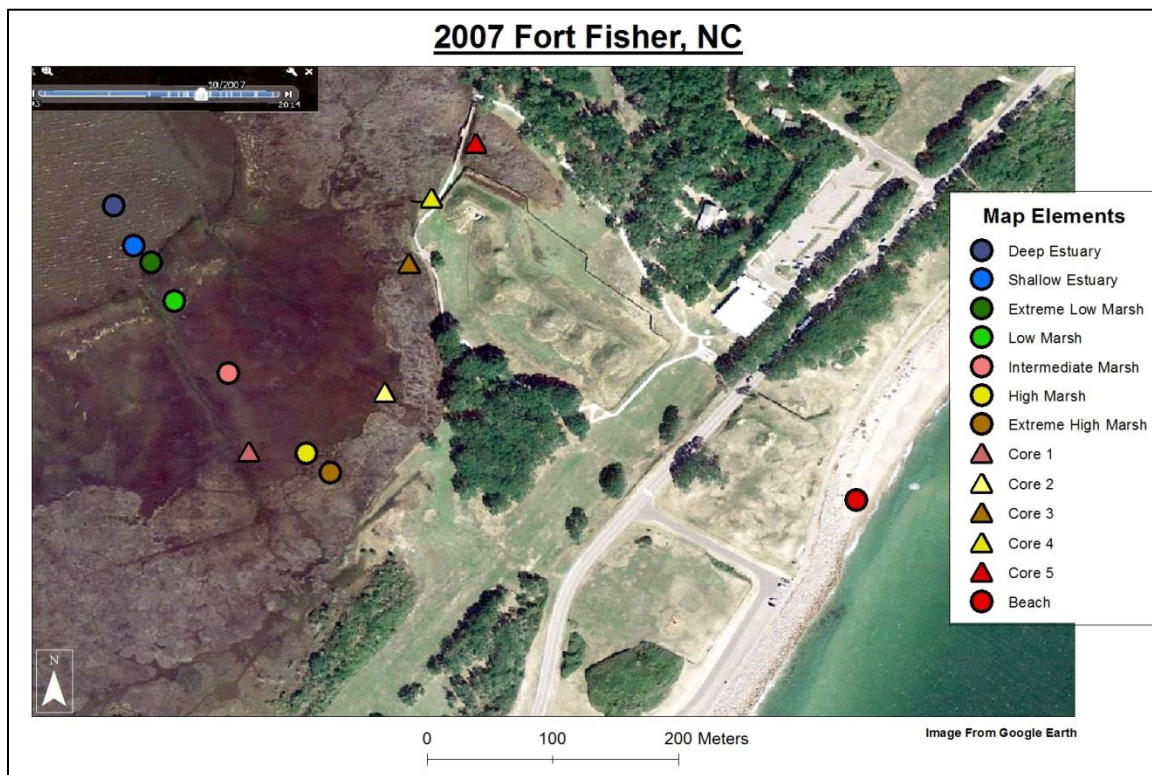 2007 Fort Fisher, NC
10/2007
2014
Map Elements
Deep Estuary
Shallow Estuary
Extreme Low Marsh
Low Marsh
Intermediate Marsh
High Marsh
Extreme High Marsh
Core 1
Core 2
Core 3
Core 4
Core 5
Beach
N
0 100 200 Meters
Image From Google Earth